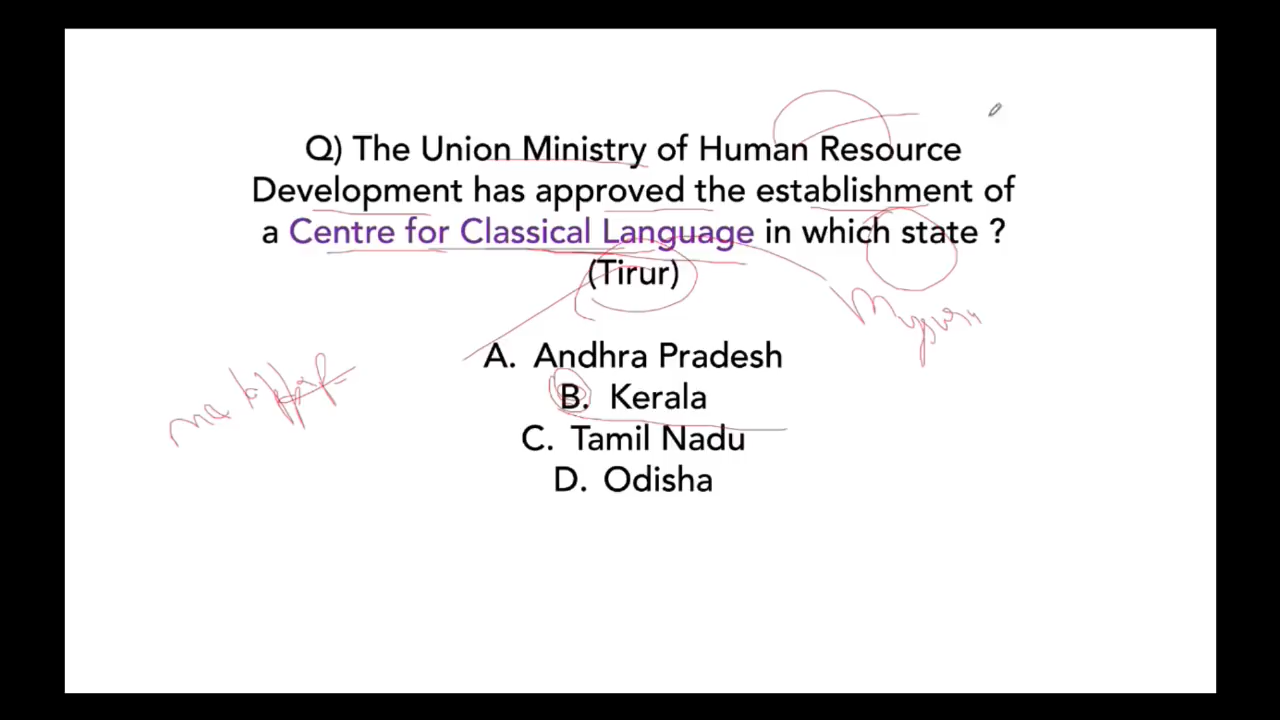 Q) The Union Ministry of Human Resource
Development has approved the establishment of
a Centre for Classical Language in which state ?
(Tirur)
A. Andhra Pradesh
B. Kerala
C. Tamil Nadu
D. Odisha